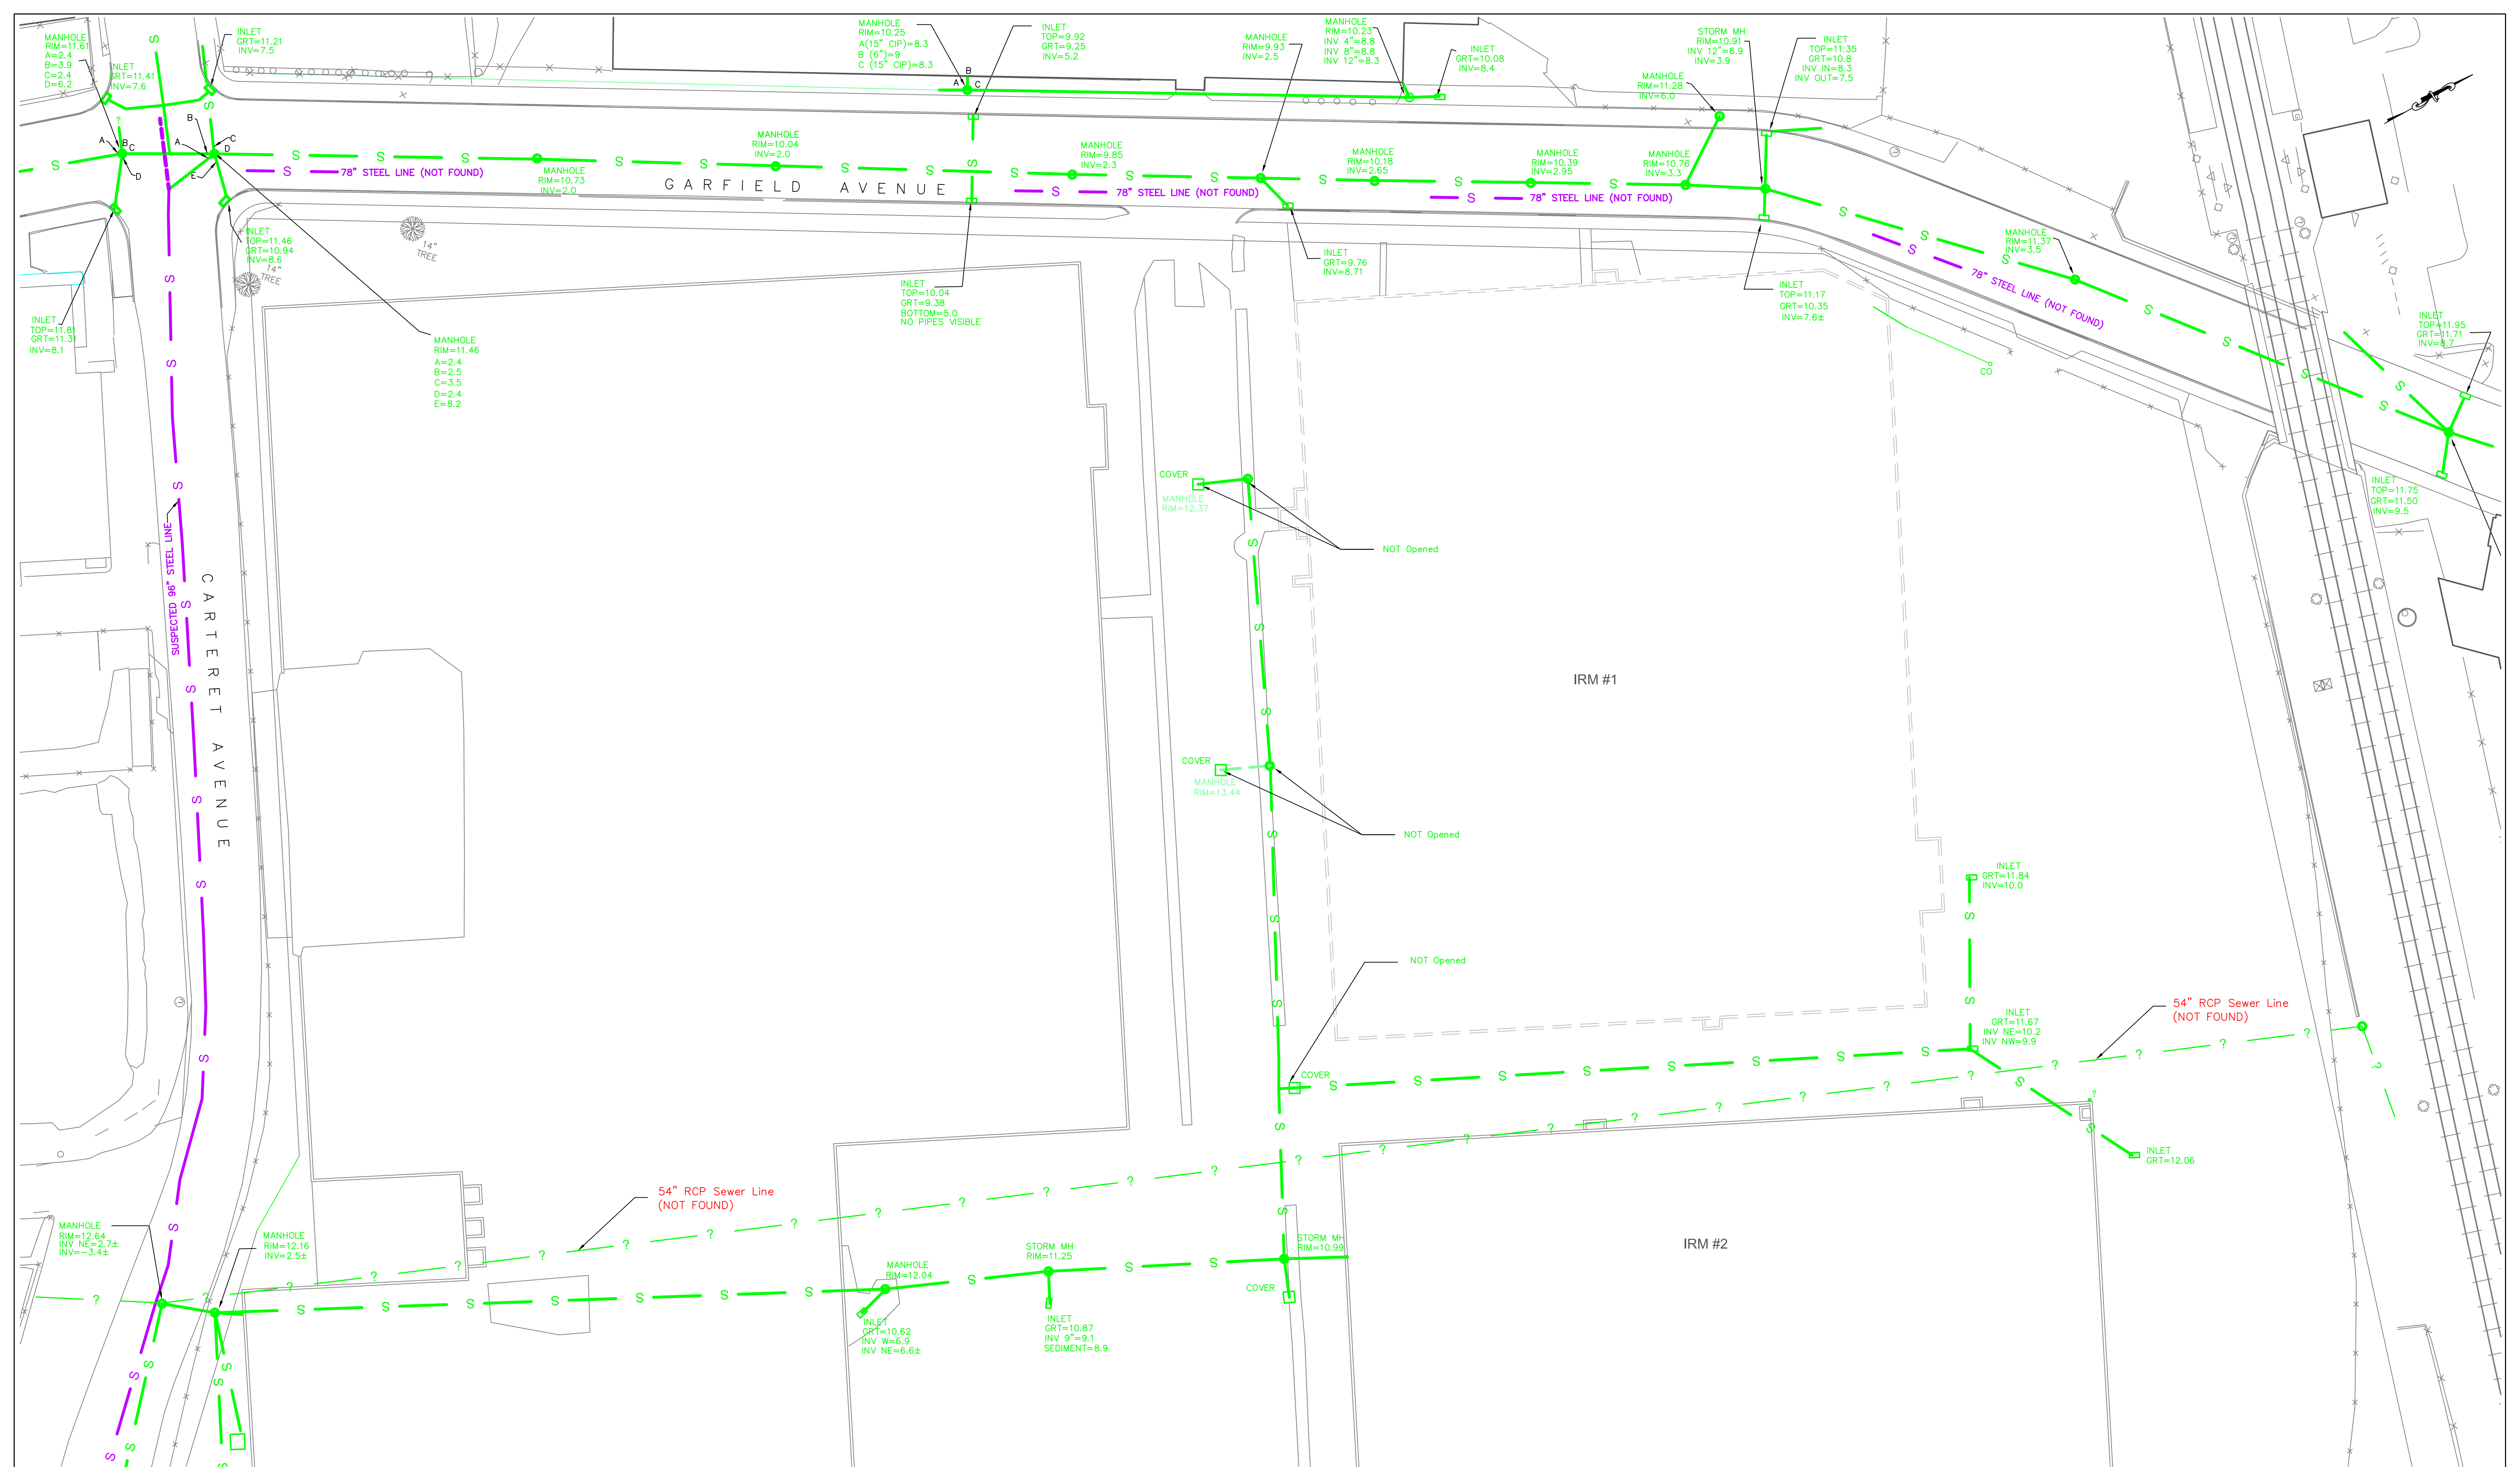 MANHOLE
RIM=11.61
A=2.4
B=3.9
C=2.4
D=6.2
INLET
GRT=11.41
INV=7.6
INLET
GRT=11.21
INV=7.5
MANHOLE
RIM=10.25
A(15" CIP)=8.3
B (6")=9
C (15" CIP)=8.3
INLET
TOP=9.92
GRT=9.25
INV=5.2
MANHOLE
RIM=9.93
INV=2.5
MANHOLE
RIM=10.23
INV 4"=8.8
INV 8"=8.8
INV 12"=8.3
INLET
GRT=10.08
INV=8.4
STORM MH
RIM=10.91
INV 12"=6.9
INV=3.9
MANHOLE
RIM=11.28
INV=6.0
INLET
TOP=11.35
GRT=10.8
INV IN=8.3
INV OUT=7.5
A
B
C
D
A
B
C
D
E
A
B
C
MANHOLE
RIM=10.73
INV=2.0
MANHOLE
RIM=10.04
INV=2.0
MANHOLE
RIM=9.85
INV=2.3
MANHOLE
RIM=10.18
INV=2.65
MANHOLE
RIM=10.39
INV=2.95
MANHOLE
RIM=10.76
INV=3.3
78" STEEL LINE (NOT FOUND)
GARFIELD AVENUE
78" STEEL LINE (NOT FOUND)
78" STEEL LINE (NOT FOUND)
78" STEEL LINE (NOT FOUND)
MANHOLE
RIM=11.37
INV=3.5
INLET
TOP=11.46
GRT=10.94
INV=8.6
14"
TREE
14"
TREE
INLET
TOP=10.04
GRT=9.38
BOTTOM=5.0
NO PIPES VISIBLE
INLET
GRT=9.76
INV=8.71
INLET
TOP=11.17
GRT=10.35
INV=7.6±
INLET
TOP=11.81
GRT=11.31
INV=8.1
MANHOLE
RIM=11.46
A=2.4
B=2.5
C=3.5
D=2.4
E=8.2
CO
INLET
TOP=11.95
GRT=11.71
INV=8.7
INLET
TOP=11.75
GRT=11.50
INV=9.5
COVER
MANHOLE
RIM=12.37
NOT Opened
SUSPECTED 96" STEEL LINE
CARTERET AVENUE
IRM #1
COVER
MANHOLE
RIM=13.44
NOT Opened
INLET
GRT=11.84
INV=10.0
NOT Opened
COVER
INLET
GRT=11.67
INV NE=10.2
INV NW=9.9
54" RCP Sewer Line
(NOT FOUND)
INLET
GRT=12.06
54" RCP Sewer Line
(NOT FOUND)
MANHOLE
RIM=12.64
INV NE=2.7±
INV=-3.4±
MANHOLE
RIM=12.16
INV=2.5±
MANHOLE
RIM=12.04
STORM MH
RIM=11.25
STORM MH
RIM=10.99
COVER
IRM #2
INLET
GRT=10.62
INV W=6.9
INV NE=6.6±
INLET
GRT=10.87
INV 9"=9.1
SEDIMENT=8.9